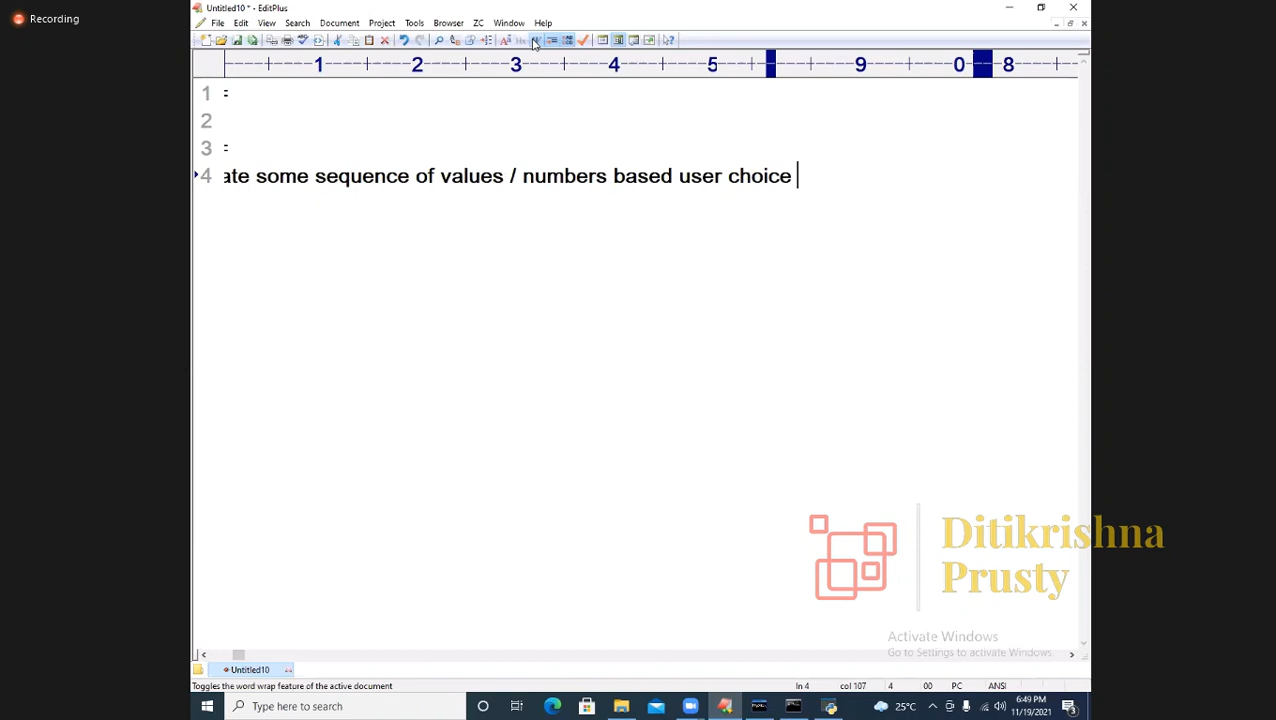 Recording
Untitled10 * - EditPlus
File Edit View Search Document Project Tools Browser ZC Window Help
1 2 3 4 5 9 0 8
1 =
2
3 =
4 ate some sequence of values / numbers based user choice
Ditikrishna
Prusty
Activate Windows
Go to Settings to activate Windows.
Untitled10
Toggles the word wrap feature of the active document
ln 4 col 107 4 00 PC ANSI
Type here to search
25°C
6:49 PM
11/19/2021
3